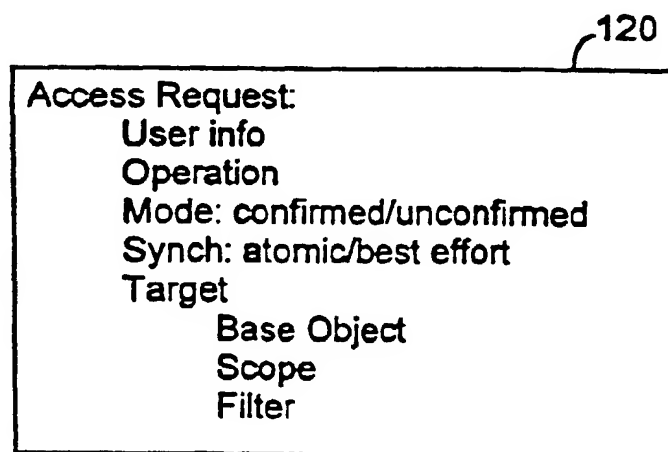 120
Access Request:
User info
Operation
Mode: confirmed/unconfirmed
Synch: atomic/best effort
Target
Base Object
Scope
Filter